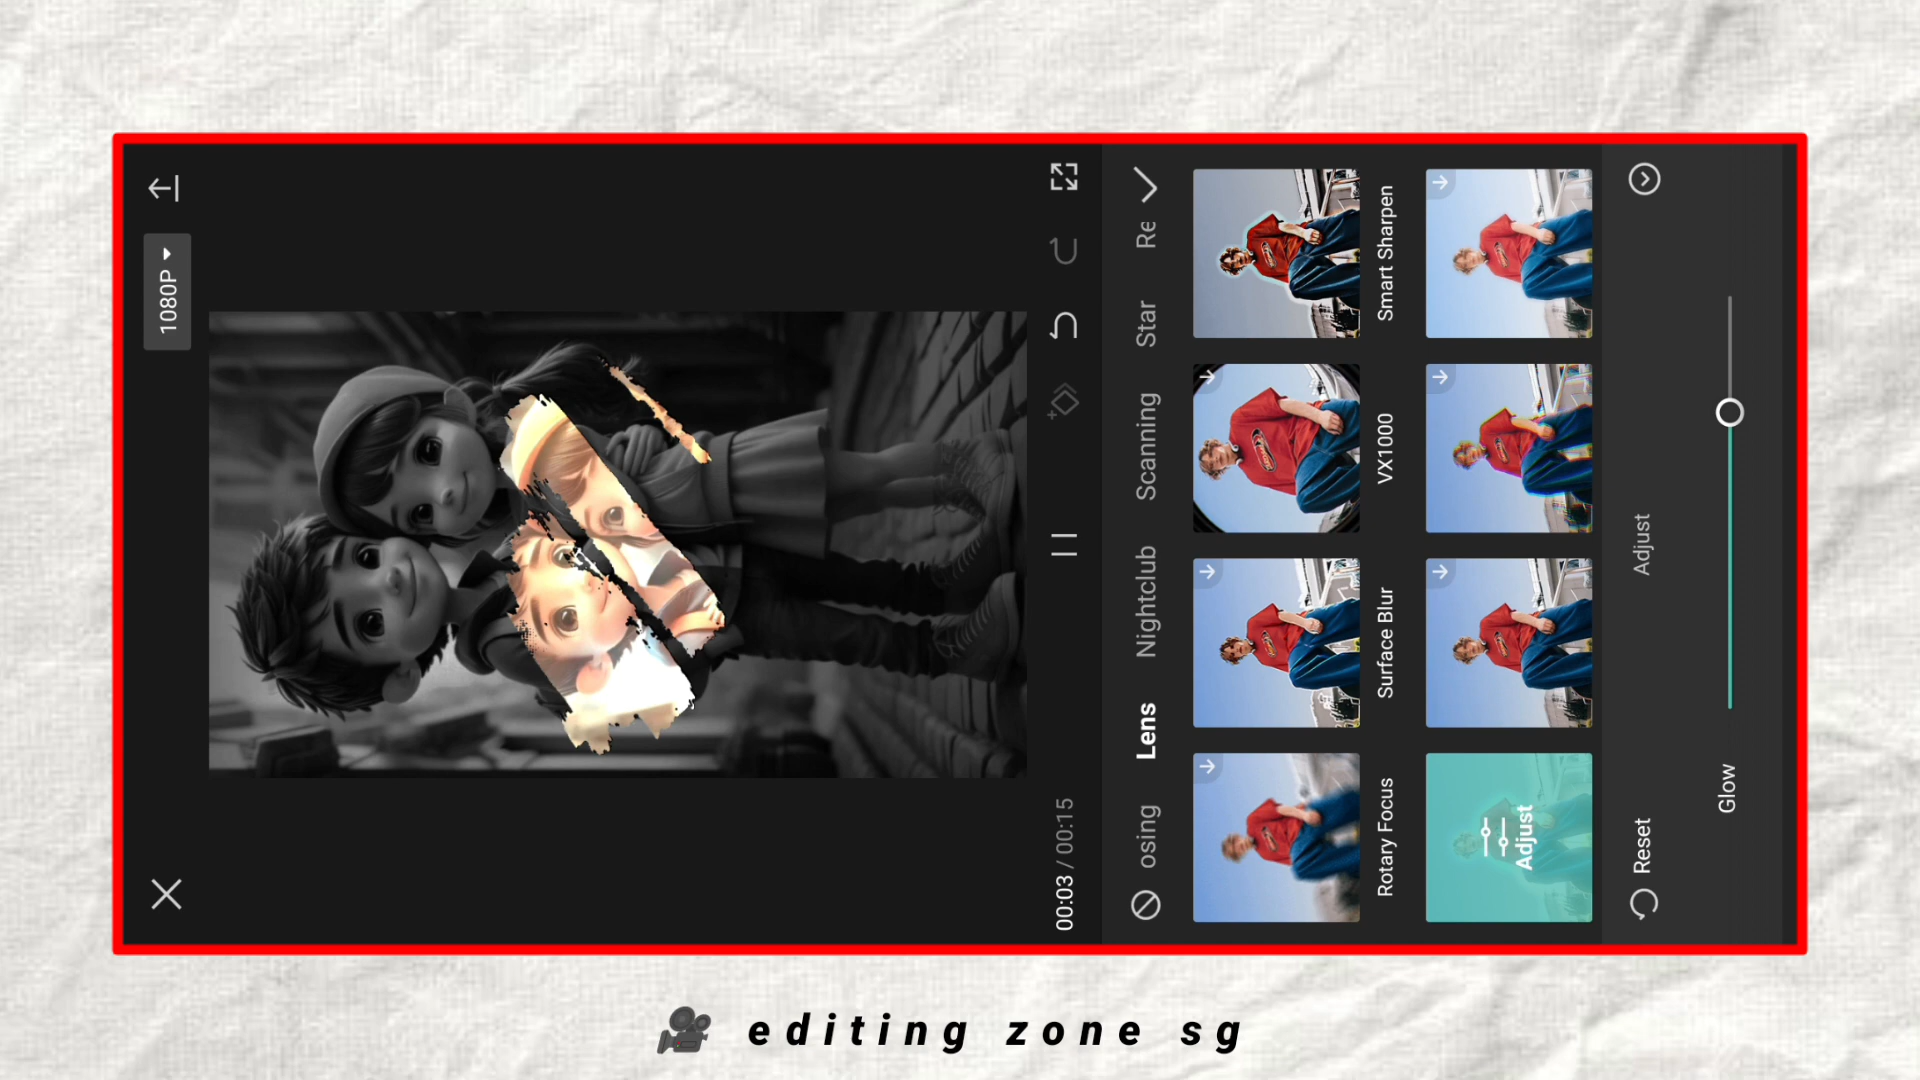 1080P
00:03 / 00:15
osing Lens Nightclub Scanning Star Re
Rotary Focus Surface Blur VX1000 Smart Sharpen
Adjust
Reset Adjust
Glow
editing zone sg